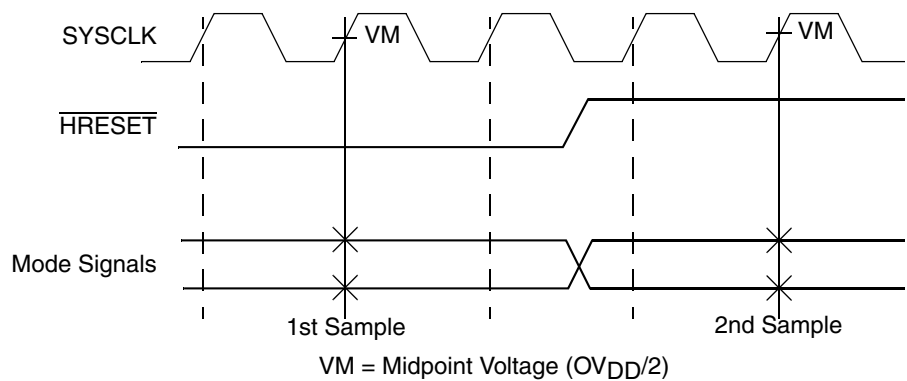 SYSCLK
VM
VM
HRESET
Mode Signals
1st Sample
2nd Sample
VM = Midpoint Voltage (OVDD/2)